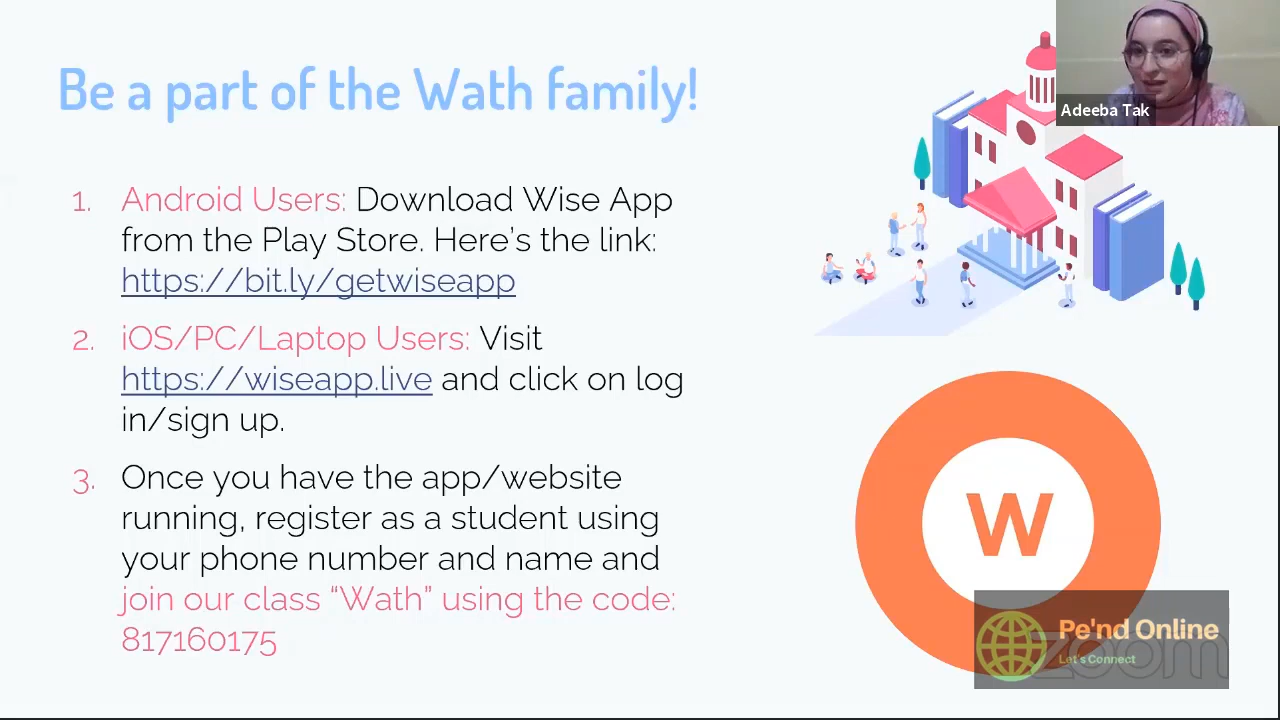 Be a part of the Wath family!
Adeeba Tak
1. Android Users: Download Wise App
from the Play Store. Here's the link:
https://bit.ly/getwiseapp
2. iOS/PC/Laptop Users: Visit
https://wiseapp.live and click on log
in/sign up.
3. Once you have the app/website
running, register as a student using
your phone number and name and
join our class “Wath” using the code:
817160175
W
Pe'nd Online
Let's Connect
zoom